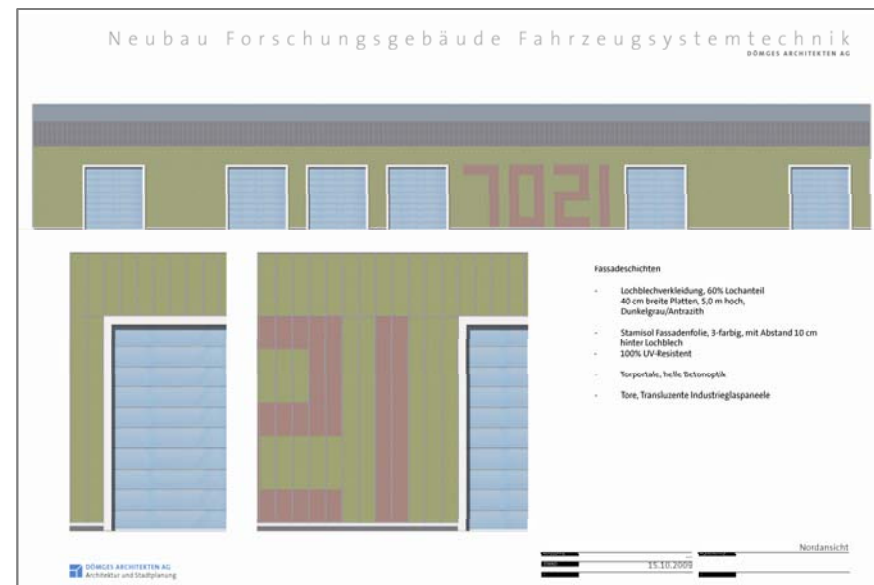 Neubau Forschungsgebäude Fahrzeugsystemtechnik
DÖMGES ARCHITEKTEN AG
7021
Fassadeschichten
- Lochblechverkleidung, 60% Lochanteil
40 cm breite Platten, 5,0 m hoch,
Dunkelgrau/Antrazith
- Stamisol Fassadenfolie, 3-farbig, mit Abstand 10 cm
hinter Lochblech
- 100% UV-Resistent
- Torportale, helle Betonoptik
- Tore, Transluzente Industrieglaspaneele
21
Nordansicht
15.10.2009
DÖMGES ARCHITEKTEN AG
Architektur und Stadtplanung